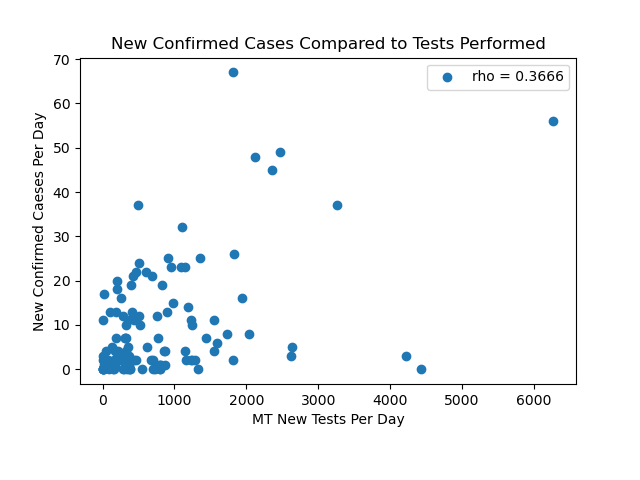 New Confirmed Cases Compared to Tests Performed
rho = 0.3666
New Confirmed Caeses Per Day
70
60
50
40
30
20
10
0
0 1000 2000 3000 4000 5000 6000
MT New Tests Per Day